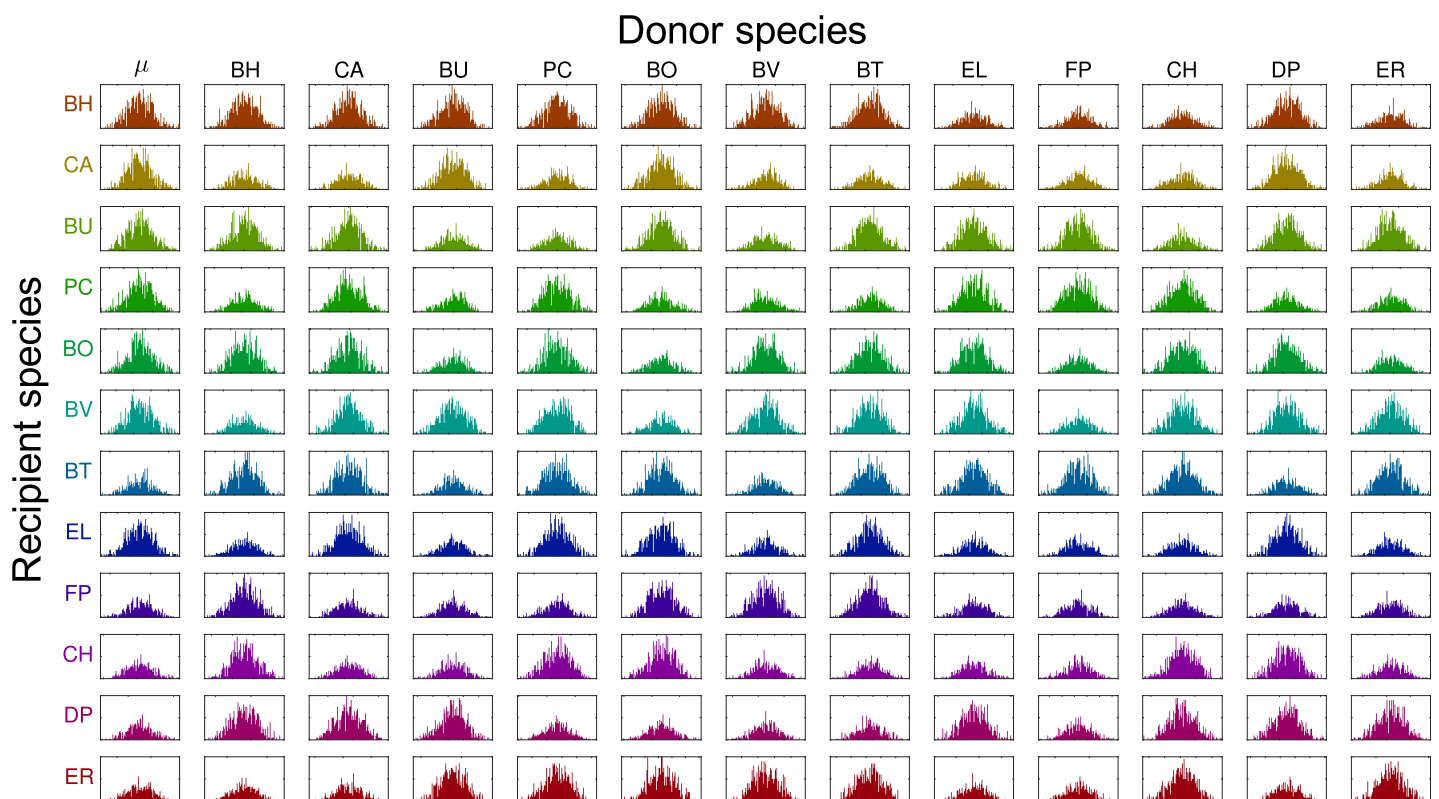 Donor species
μ BH CA BU PC BO BV BT EL FP CH DP ER
Recipient species
BH
CA
BU
PC
BO
BV
BT
EL
FP
CH
DP
ER